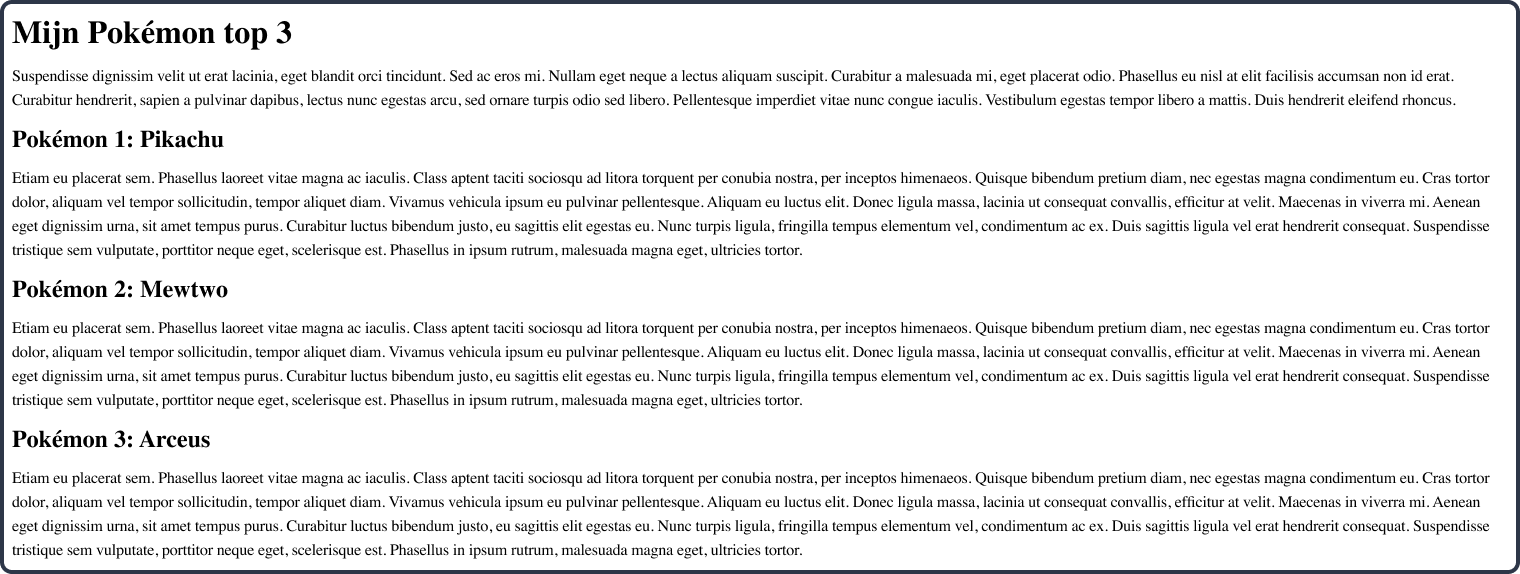 Mijn Pokémon top 3
Suspendisse dignissim velit ut erat lacinia, eget blandit orci tincidunt. Sed ac eros mi. Nullam eget neque a lectus aliquam suscipit. Curabitur a malesuada mi, eget placerat odio. Phasellus eu nisl at elit facilisis accumsan non id erat.
Curabitur hendrerit, sapien a pulvinar dapibus, lectus nunc egestas arcu, sed ornare turpis odio sed libero. Pellentesque imperdiet vitae nunc congue iaculis. Vestibulum egestas tempor libero a mattis. Duis hendrerit eleifend rhoncus.
Pokémon 1: Pikachu
Etiam eu placerat sem. Phasellus laoreet vitae magna ac iaculis. Class aptent taciti sociosqu ad litora torquent per conubia nostra, per inceptos himenaeos. Quisque bibendum pretium diam, nec egestas magna condimentum eu. Cras tortor
dolor, aliquam vel tempor sollicitudin, tempor aliquet diam. Vivamus vehicula ipsum eu pulvinar pellentesque. Aliquam eu luctus elit. Donec ligula massa, lacinia ut consequat convallis, efficitur at velit. Maecenas in viverra mi. Aenean
eget dignissim urna, sit amet tempus purus. Curabitur luctus bibendum justo, eu sagittis elit egestas eu. Nunc turpis ligula, fringilla tempus elementum vel, condimentum ac ex. Duis sagittis ligula vel erat hendrerit consequat. Suspendisse
tristique sem vulputate, porttitor neque eget, scelerisque est. Phasellus in ipsum rutrum, malesuada magna eget, ultricies tortor.
Pokémon 2: Mewtwo
Etiam eu placerat sem. Phasellus laoreet vitae magna ac iaculis. Class aptent taciti sociosqu ad litora torquent per conubia nostra, per inceptos himenaeos. Quisque bibendum pretium diam, nec egestas magna condimentum eu. Cras tortor
dolor, aliquam vel tempor sollicitudin, tempor aliquet diam. Vivamus vehicula ipsum eu pulvinar pellentesque. Aliquam eu luctus elit. Donec ligula massa, lacinia ut consequat convallis, efficitur at velit. Maecenas in viverra mi. Aenean
eget dignissim urna, sit amet tempus purus. Curabitur luctus bibendum justo, eu sagittis elit egestas eu. Nunc turpis ligula, fringilla tempus elementum vel, condimentum ac ex. Duis sagittis ligula vel erat hendrerit consequat. Suspendisse
tristique sem vulputate, porttitor neque eget, scelerisque est. Phasellus in ipsum rutrum, malesuada magna eget, ultricies tortor.
Pokémon 3: Arceus
Etiam eu placerat sem. Phasellus laoreet vitae magna ac iaculis. Class aptent taciti sociosqu ad litora torquent per conubia nostra, per inceptos himenaeos. Quisque bibendum pretium diam, nec egestas magna condimentum eu. Cras tortor
dolor, aliquam vel tempor sollicitudin, tempor aliquet diam. Vivamus vehicula ipsum eu pulvinar pellentesque. Aliquam eu luctus elit. Donec ligula massa, lacinia ut consequat convallis, efficitur at velit. Maecenas in viverra mi. Aenean
eget dignissim urna, sit amet tempus purus. Curabitur luctus bibendum justo, eu sagittis elit egestas eu. Nunc turpis ligula, fringilla tempus elementum vel, condimentum ac ex. Duis sagittis ligula vel erat hendrerit consequat. Suspendisse
tristique sem vulputate, porttitor neque eget, scelerisque est. Phasellus in ipsum rutrum, malesuada magna eget, ultricies tortor.